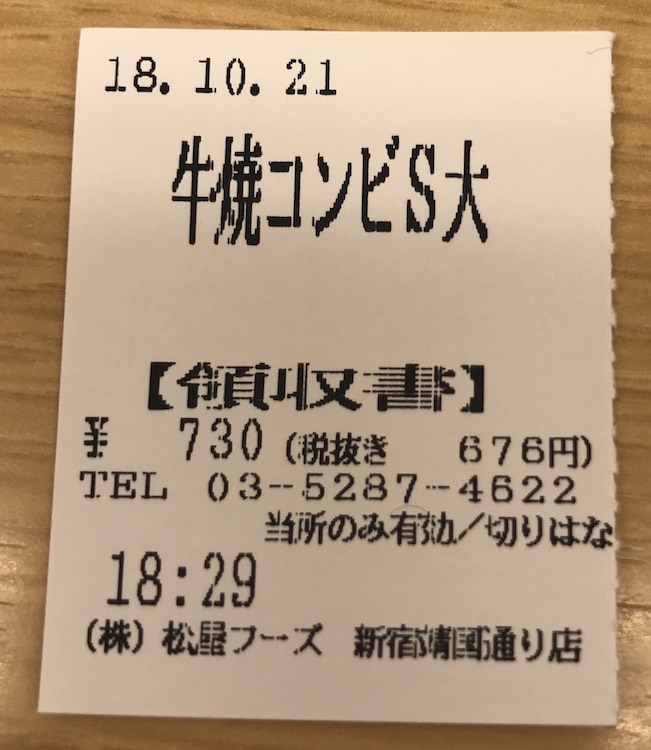 18.10.21
牛焼コンビS大
【領収書】
¥ 730 (税抜き 676円)
TEL 03-5287-4622
当所のみ有効/切りはな
18:29
(株) 松屋フーズ 新宿靖国通り店